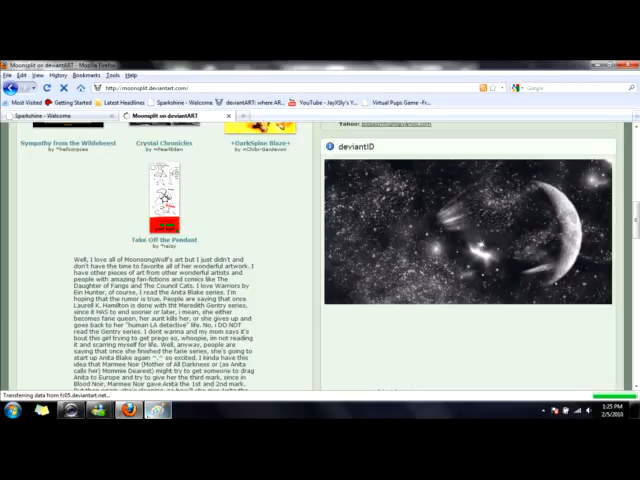 Moonsplit on deviantART - Mozilla Firefox
File Edit View History Bookmarks Tools Help
http://moonsplit.deviantart.com/
Google
Most Visited Getting Started Latest Headlines Sparkshine - Welcome deviantART: where AR... YouTube - JayXSly's Yo... Virtual Pups Game -Fr...
Sparkshine - Welcome Moonsplit on deviantART
Yahoo:
Sympathy from the Wildebeest Crystal Chronicles +DarkSpine Blaze+
by =Chibi-Gardevoir
deviantID
Take Off the Pendant
Well, I love all of MoonsongWolf's art but I just didn't and
don't have the time to favorite all of her wonderful artwork. I
have other pieces of art from other wonderful artists and
people with amazing fan-fictions and comics like The
Daughter of Fangs and The Council Cats. I love Warriors by
Ein Hunter, of course, I read the Anita Blake series. I'm
hoping that the rumor is true. People are saying that once
Laurell K. Hamilton is done with tht Meredith Gentry series,
since it HAS to end sooner or later, i mean, she either
becomes farie queen, her aunt kills her, or she gives up and
goes back to her "human LA detective" life. No, i DO NOT
read the Gentry series. I dont wanna and my mom says it's
bout this girl trying to get prego so, whoopie, im not reading
it and scarring myself for life. Well, anyway, people are
saying that once she finished the farie series, she's going to
start up Anita Blake again ^.^ so excited. I kinda have this
idea that Marmee Noir (Mother of All Darkness or (as Anita
calls her) Mommee Dearest) might try to get someone to drag
Anita to Europe and try to give her the third mark, since in
Blood Noir, Marmee Noir gave Anita the 1st and 2nd mark.
Transferring data from fc05.deviantart.net...
1:25 PM
2/5/2010